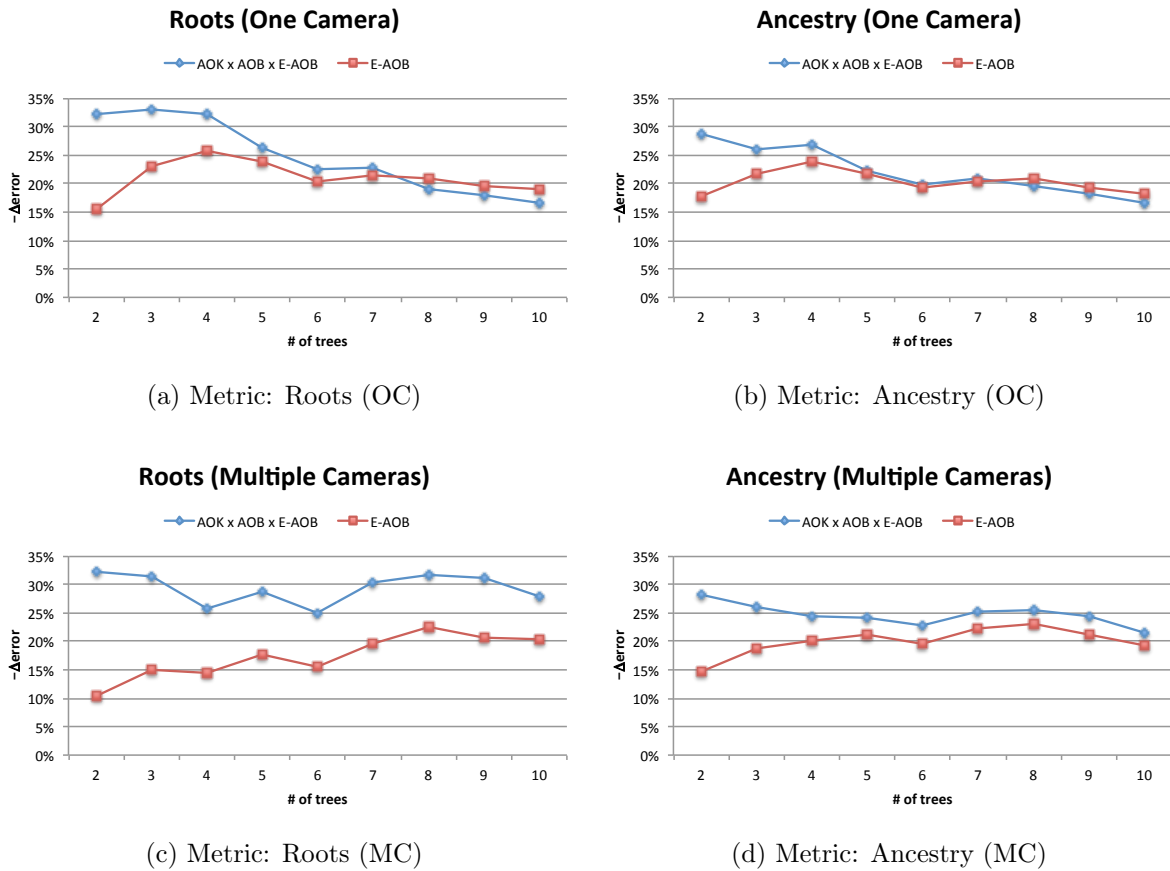 Roots (One Camera)
AOK x AOB x E-AOB
E-AOB
35%
30%
25%
20%
15%
10%
5%
0%
−Δerror
2 3 4 5 6 7 8 9 10
# of trees
(a) Metric: Roots (OC)
Ancestry (One Camera)
AOK x AOB x E-AOB
E-AOB
35%
30%
25%
20%
15%
10%
5%
0%
−Δerror
2 3 4 5 6 7 8 9 10
# of trees
(b) Metric: Ancestry (OC)
Roots (Multiple Cameras)
AOK x AOB x E-AOB
E-AOB
35%
30%
25%
20%
15%
10%
5%
0%
−Δerror
2 3 4 5 6 7 8 9 10
# of trees
(c) Metric: Roots (MC)
Ancestry (Multiple Cameras)
AOK x AOB x E-AOB
E-AOB
35%
30%
25%
20%
15%
10%
5%
0%
−Δerror
2 3 4 5 6 7 8 9 10
# of trees
(d) Metric: Ancestry (MC)